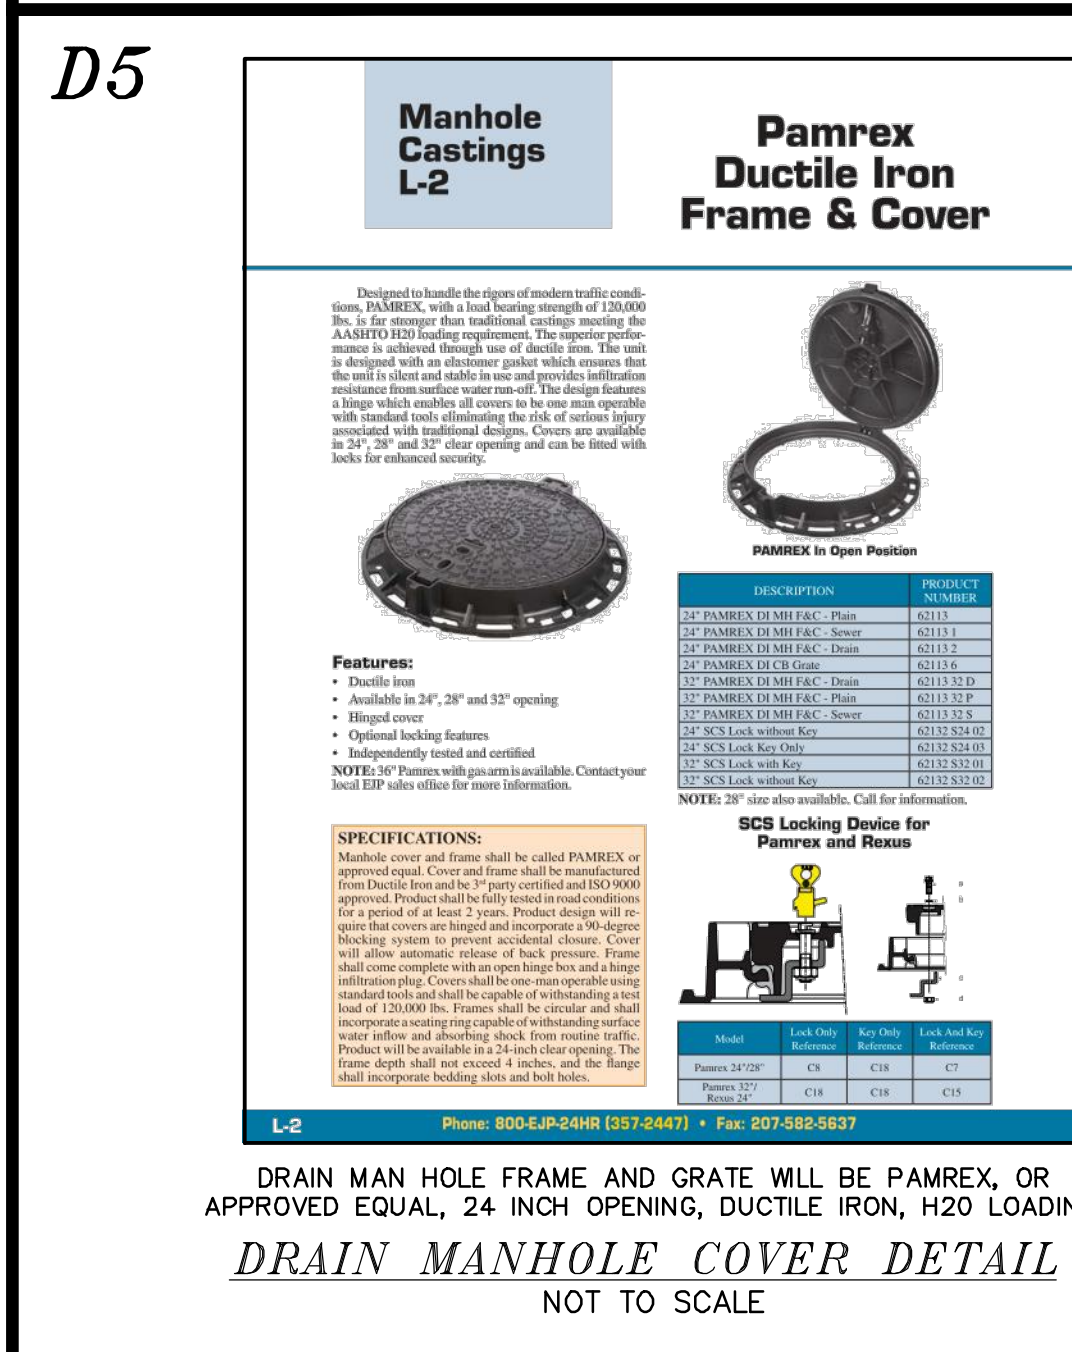 D5
Manhole
Castings
L-2
Pamrex
Ductile Iron
Frame & Cover
Designed to handle the rigors of modern traffic condi-
tions, PAMREX, with a load bearing strength of 120,000
lbs. is far stronger than traditional castings meeting the
AASHTO H20 loading requirement. The superior perfor-
mance is achieved through use of ductile iron. The unit
is designed with an elastomer gasket which ensures that
the unit is silent and stable in use and provides infiltration
resistance from surface water run-off. The design features
a hinge which enables all covers to be one man operable
with standard tools eliminating the risk of serious injury
associated with traditional designs. Covers are available
in 24", 28" and 32" clear opening and can be fitted with
locks for enhanced security.
Features:
• Ductile iron
• Available in 24", 28" and 32" opening
• Hinged cover
• Optional locking features
• Independently tested and certified
NOTE: 36" Pamrex with gas arm is available. Contact your
local EJP sales office for more information.
SPECIFICATIONS:
Manhole cover and frame shall be called PAMREX or
approved equal. Cover and frame shall be manufactured
from Ductile Iron and be 3rd party certified and ISO 9000
approved. Product shall be fully tested in road conditions
for a period of at least 2 years. Product design will re-
quire that covers are hinged and incorporate a 90-degree
blocking system to prevent accidental closure. Cover
will allow automatic release of back pressure. Frame
shall come complete with an open hinge box and a hinge
infiltration plug. Covers shall be one-man operable using
standard tools and shall be capable of withstanding a test
load of 120,000 lbs. Frames shall be circular and shall
incorporate a seating ring capable of withstanding surface
water inflow and absorbing shock from routine traffic.
Product will be available in a 24-inch clear opening. The
frame depth shall not exceed 4 inches, and the flange
shall incorporate bedding slots and bolt holes.
PAMREX In Open Position
DESCRIPTION PRODUCT NUMBER
24" PAMREX DI MH F&C - Plain 62113
24" PAMREX DI MH F&C - Sewer 62113 1
24" PAMREX DI MH F&C - Drain 62113 2
24" PAMREX DI CB Grate 62113 6
32" PAMREX DI MH F&C - Drain 62113 32 D
32" PAMREX DI MH F&C - Plain 62113 32 P
32" PAMREX DI MH F&C - Sewer 62113 32 S
24" SCS Lock without Key 62132 S24 02
24" SCS Lock Key Only 62132 S24 03
32" SCS Lock with Key 62132 S32 01
32" SCS Lock without Key 62132 S32 02
NOTE: 28" size also available. Call for information.
SCS Locking Device for
Pamrex and Rexus
Model Lock Only Reference Key Only Reference Lock And Key Reference
Pamrex 24"/28" C8 C18 C7
Pamrex 32"/ Rexus 24" C18 C18 C15
L-2 Phone: 800-EJP-24HR (357-2447) • Fax: 207-582-5637
DRAIN MAN HOLE FRAME AND GRATE WILL BE PAMREX, OR
APPROVED EQUAL, 24 INCH OPENING, DUCTILE IRON, H20 LOADIN
DRAIN MANHOLE COVER DETAIL
NOT TO SCALE